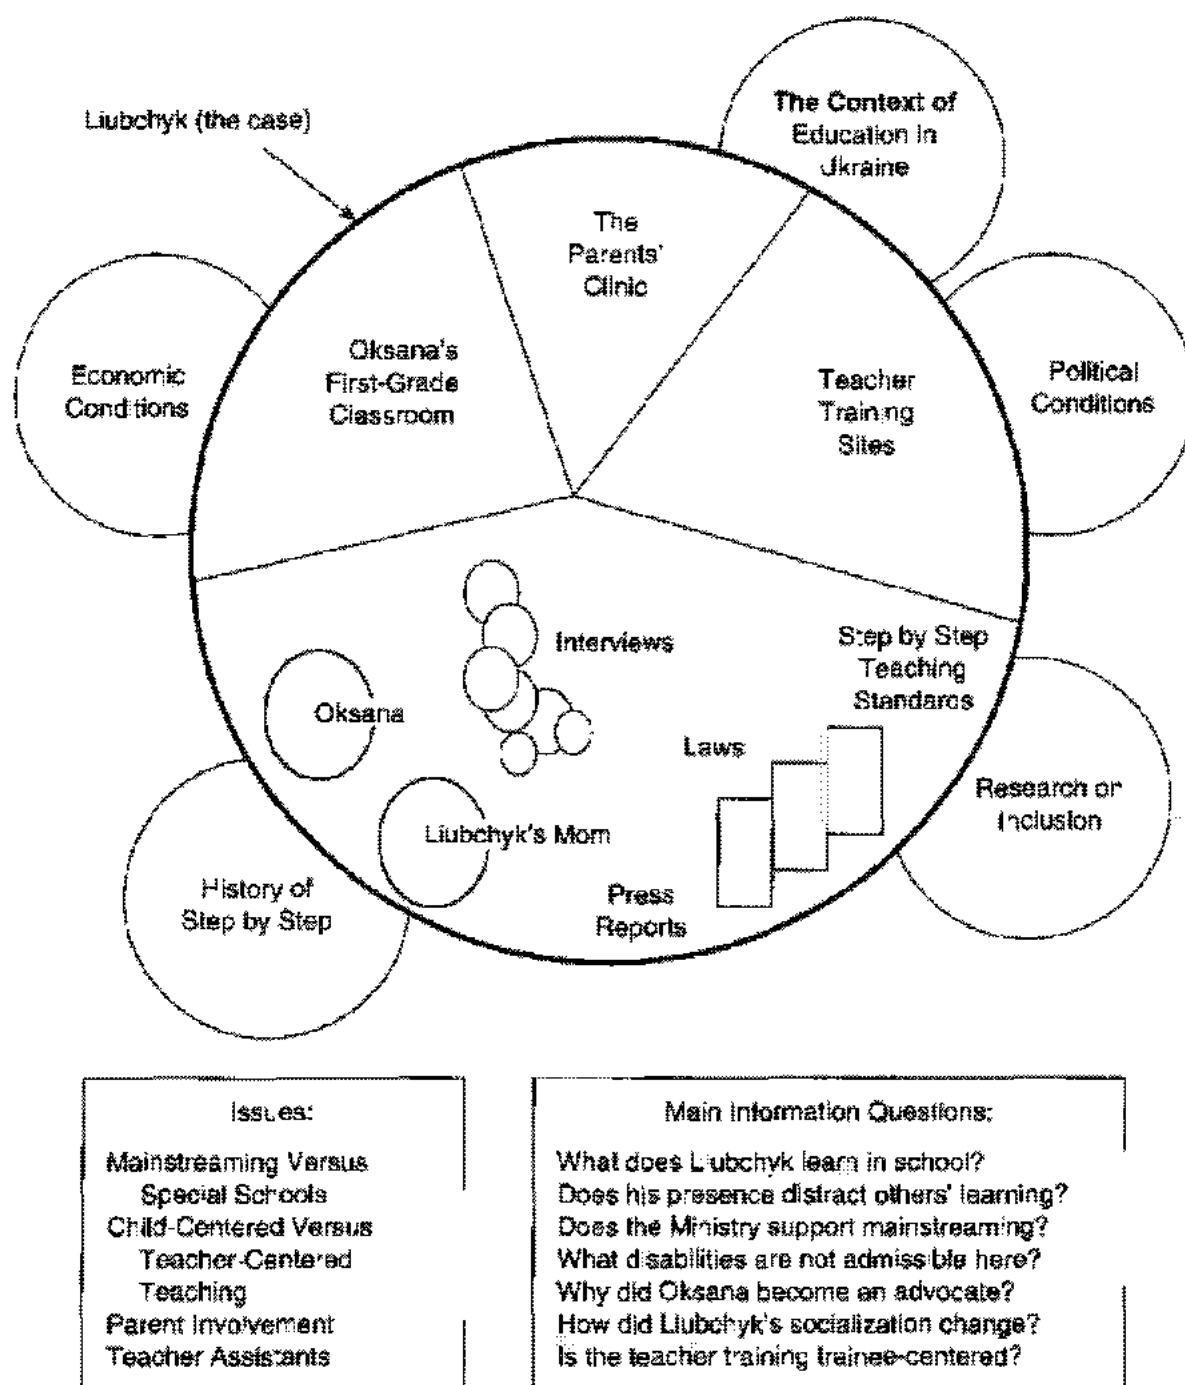 Liubchyk (the case)
The Context of
Education in
Ukraine
The
Parents'
Clinic
Economic
Conditions
Oksana's
First-Grade
Classroom
Teacher
Training
Sites
Political
Conditions
Interviews
Step by Step
Teaching
Standards
Oksana
Laws
Research on
Inclusion
Liubchyk's Mom
History of
Step by Step
Press
Reports
Issues:
Mainstreaming Versus
Special Schools
Child-Centered Versus
Teacher-Centered
Teaching
Parent Involvement
Teacher Assistants
Main Information Questions:
What does Liubchyk learn in school?
Does his presence distract others' learning?
Does the Ministry support mainstreaming?
What disabilities are not admissible here?
Why did Oksana become an advocate?
How did Liubchyk's socialization change?
Is the teacher training trainee-centered?